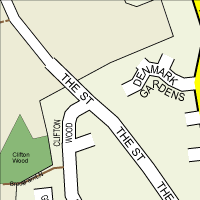 THE ST
DENMARK
GARDENS
CLIFTON
WOOD
THE ST
Clifton
Wood
THE